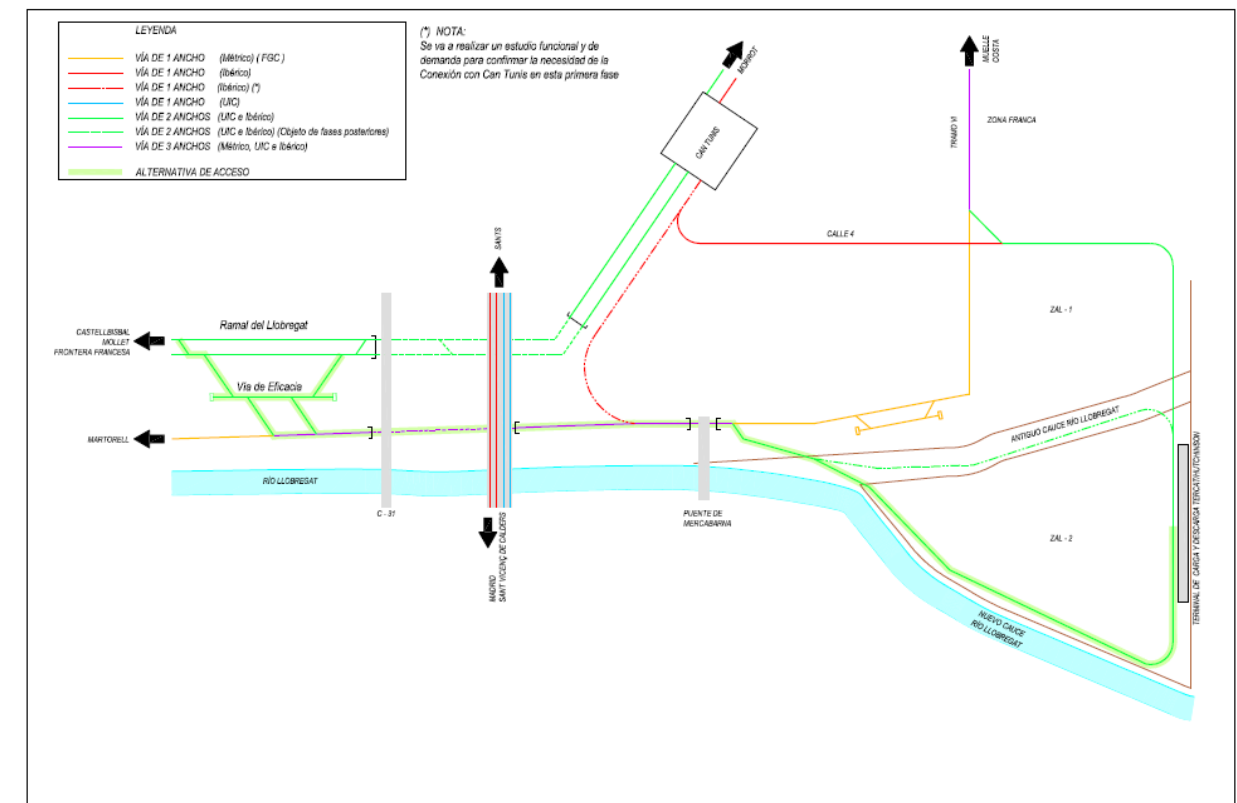 LEYENDA
VÍA DE 1 ANCHO (Métrico) ( FGC )
VÍA DE 1 ANCHO (Ibérico)
VÍA DE 1 ANCHO (Ibérico) (*)
VÍA DE 1 ANCHO (UIC)
VÍA DE 2 ANCHOS (UIC e Ibérico)
VÍA DE 2 ANCHOS (UIC e Ibérico) (Objeto de fases posteriores)
VÍA DE 3 ANCHOS (Métrico, UIC e Ibérico)
ALTERNATIVA DE ACCESO
(*) NOTA:
Se va a realizar un estudio funcional y de
demanda para confirmar la necesidad de la
Conexión con Can Tunis en esta primera fase
MORROT
MUELLE
COSTA
CAN TUNIS
TRAMO VI
ZONA FRANCA
SANTS
CALLE 4
CASTELLBISBAL
MOLLET
FRONTERA FRANCESA
Ramal del Llobregat
ZAL - 1
Vía de Eficacia
MARTORELL
ANTIGUO CAUCE RÍO LLOBREGAT
RÍO LLOBREGAT
C - 31
PUENTE DE
MERCABARNA
MADRID
SANT VICENÇ DE CALDERS
ZAL - 2
TERMINAL DE CARGA Y DESCARGA TERCAT/HUTCHINSON
NUEVO CAUCE
RÍO LLOBREGAT